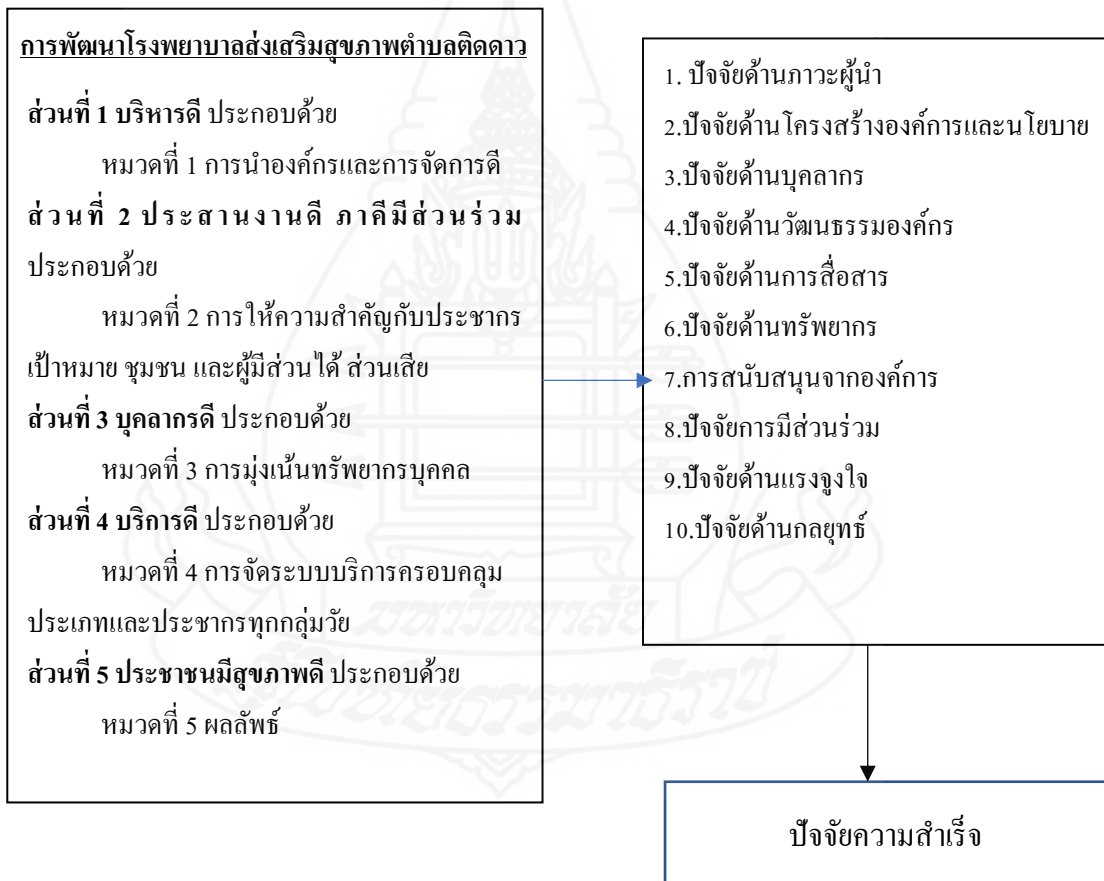 การพัฒนาโรงพยาบาลส่งเสริมสุขภาพตำบลติดดาว
ส่วนที่ 1 บริหารดี ประกอบด้วย
หมวดที่ 1 การนำองค์กรและการจัดการดี
ส่วนที่ 2 ประสานงานดี ภาคีมีส่วนร่วม
ประกอบด้วย
หมวดที่ 2 การให้ความสำคัญกับประชากร
เป้าหมาย ชุมชน และผู้มีส่วนได้ ส่วนเสีย
ส่วนที่ 3 บุคลากรดี ประกอบด้วย
หมวดที่ 3 การมุ่งเน้นทรัพยากรบุคคล
ส่วนที่ 4 บริการดี ประกอบด้วย
หมวดที่ 4 การจัดระบบบริการครอบคลุม
ประเภทและประชากรทุกกลุ่มวัย
ส่วนที่ 5 ประชาชนมีสุขภาพดี ประกอบด้วย
หมวดที่ 5 ผลลัพธ์
1. ปัจจัยด้านภาวะผู้นำ
2.ปัจจัยด้านโครงสร้างองค์การและนโยบาย
3.ปัจจัยด้านบุคลากร
4.ปัจจัยด้านวัฒนธรรมองค์กร
5.ปัจจัยด้านการสื่อสาร
6.ปัจจัยด้านทรัพยากร
7.การสนับสนุนจากองค์การ
8.ปัจจัยการมีส่วนร่วม
9.ปัจจัยด้านแรงจูงใจ
10.ปัจจัยด้านกลยุทธ์
ปัจจัยความสำเร็จ
มหาวิทยาลัย
สุโขทัยธรรมาธิราช